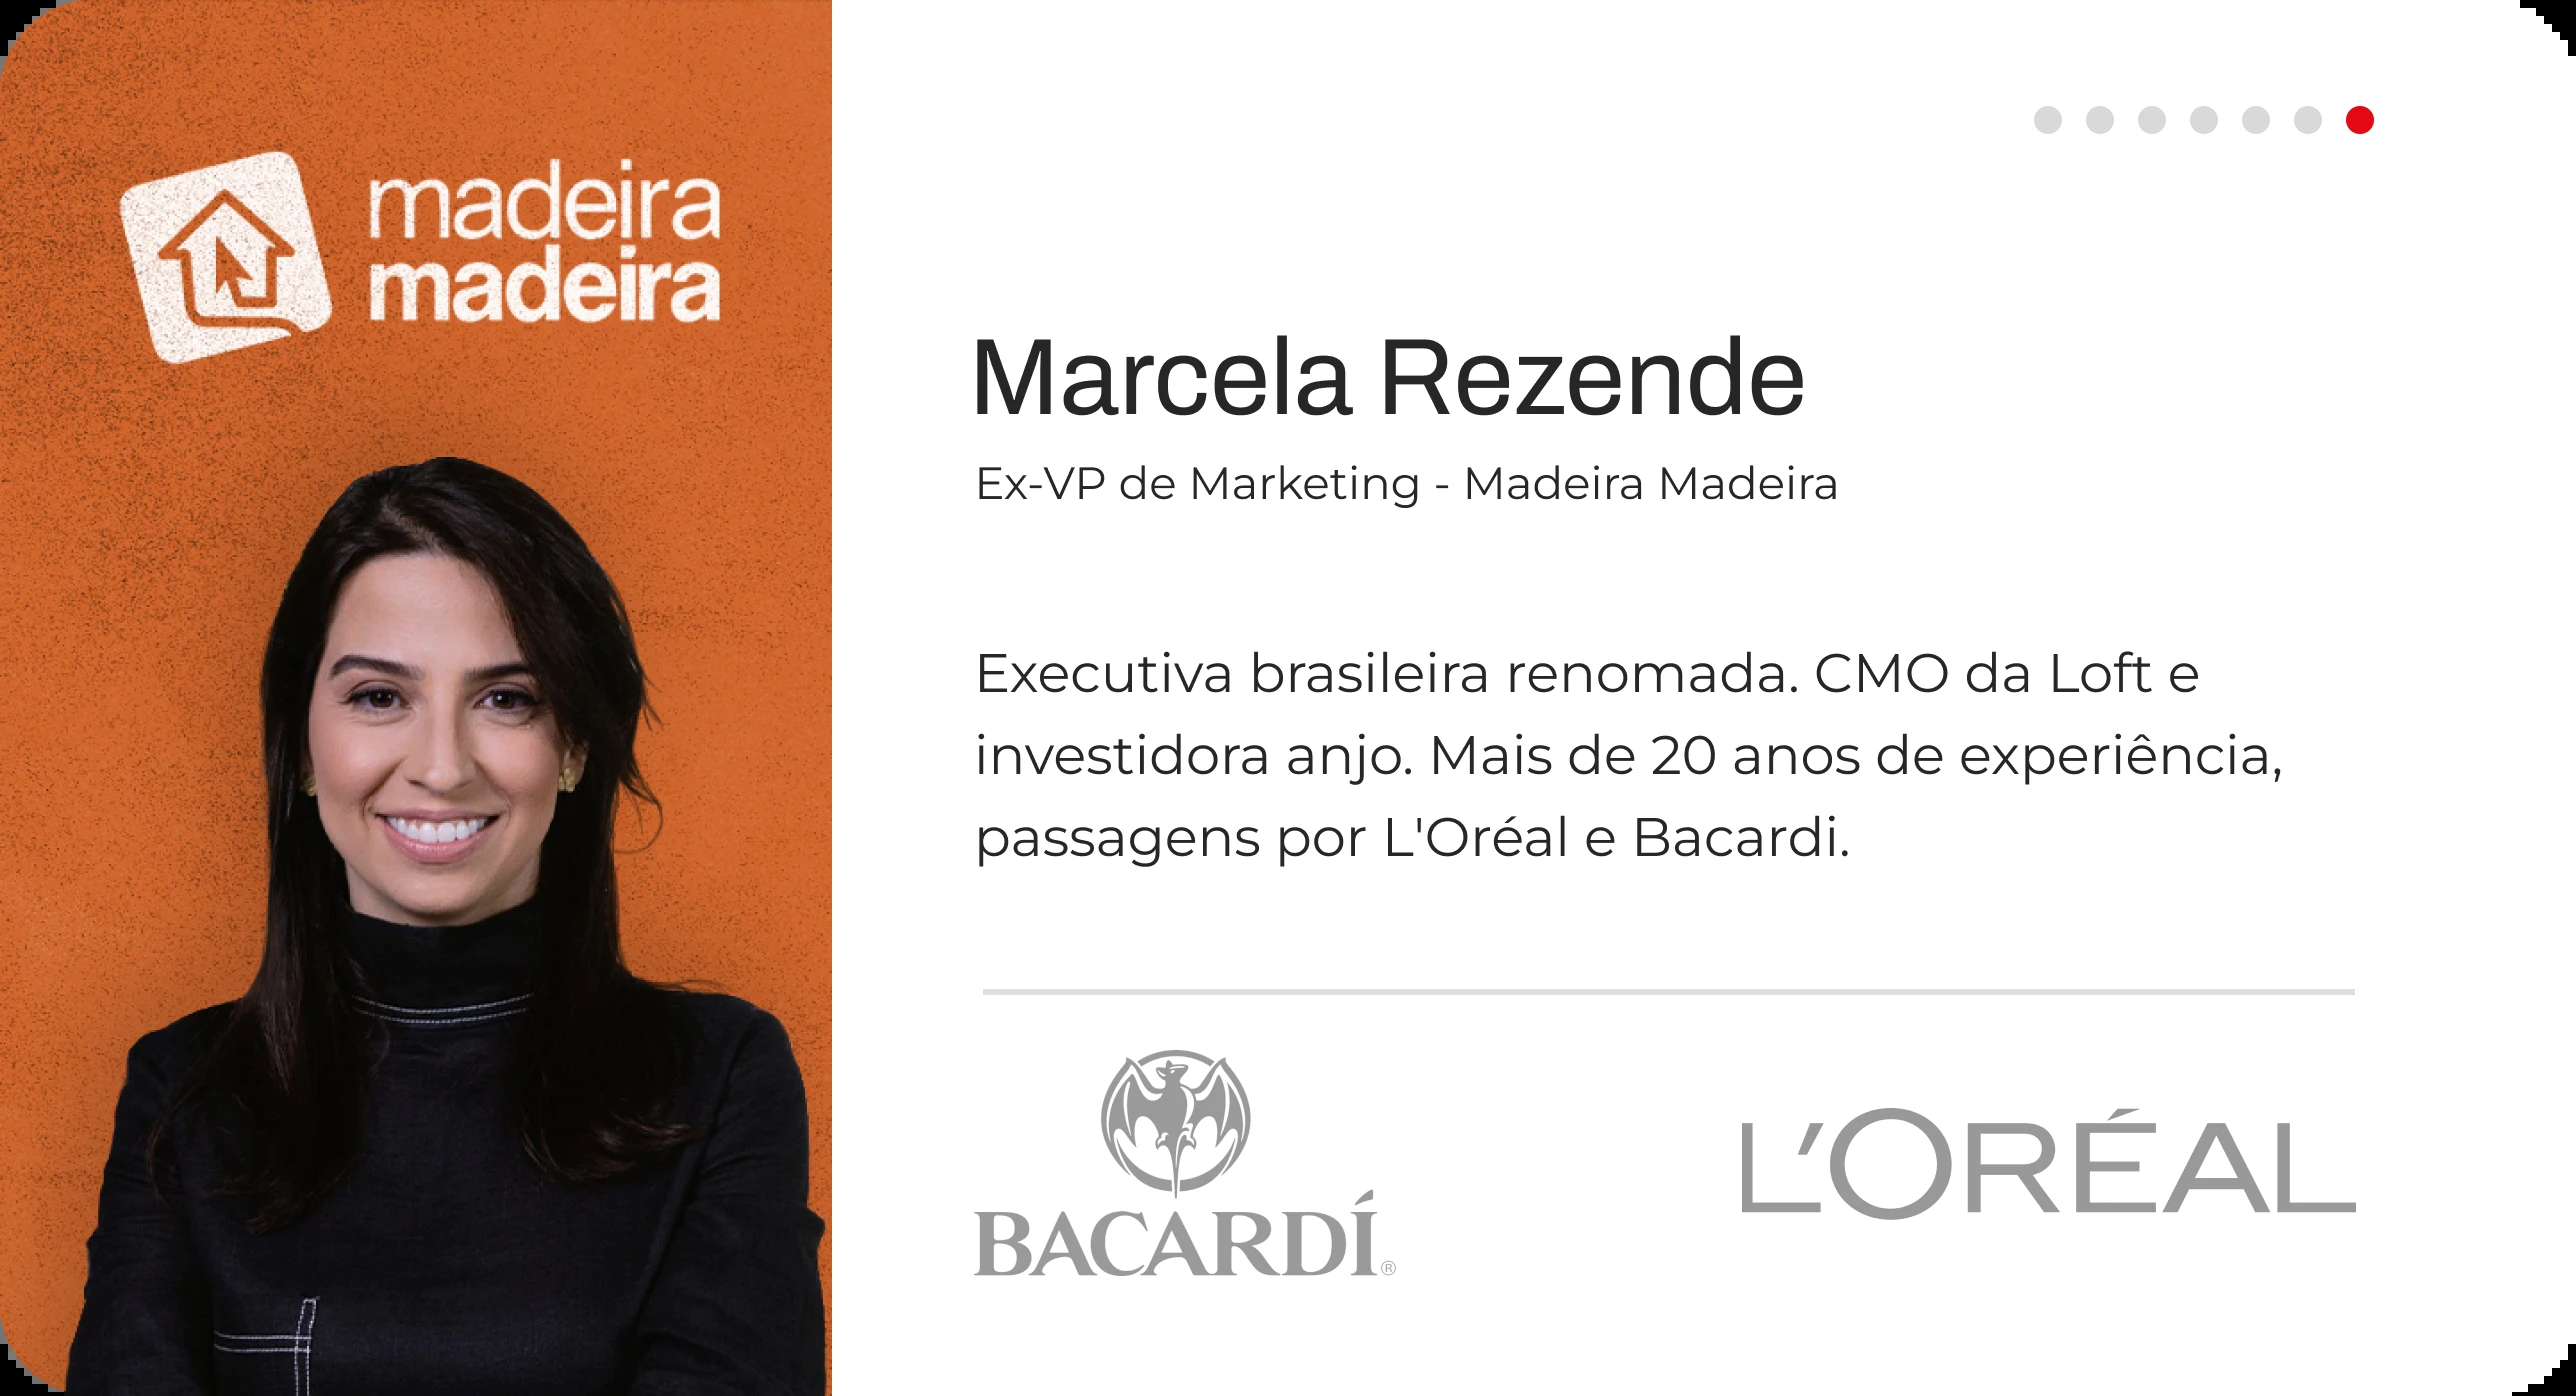 madeira
madeira
Marcela Rezende
Ex-VP de Marketing - Madeira Madeira
Executiva brasileira renomada. CMO da Loft e
investidora anjo. Mais de 20 anos de experiência,
passagens por L'Oréal e Bacardi.
BACARDÍ®
L'ORÉAL